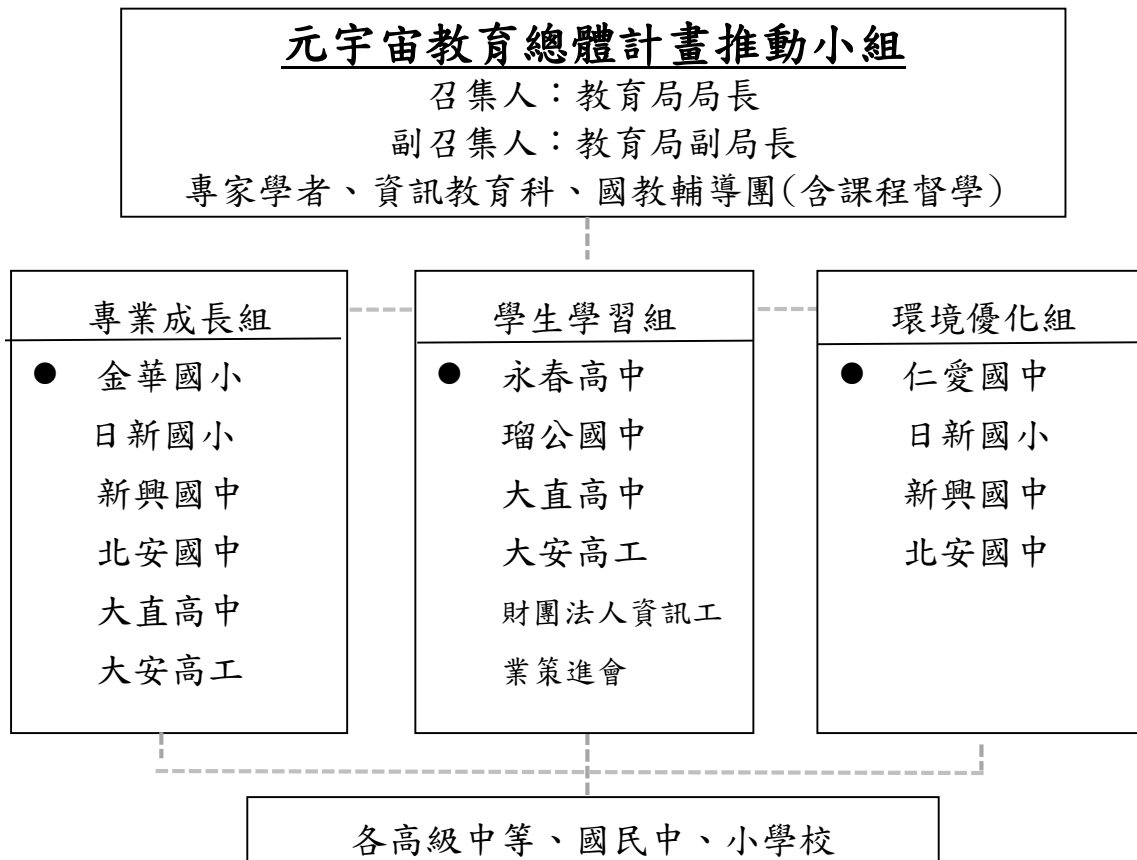 元宇宙教育總體計畫推動小組
召集人：教育局局長
副召集人：教育局副局長
專家學者、資訊教育科、國教輔導團(含課程督學)
專業成長組
● 金華國小
日新國小
新興國中
北安國中
大直高中
大安高工
學生學習組
● 永春高中
瑠公國中
大直高中
大安高工
財團法人資訊工
業策進會
環境優化組
● 仁愛國中
日新國小
新興國中
北安國中
各高級中等、國民中、小學校